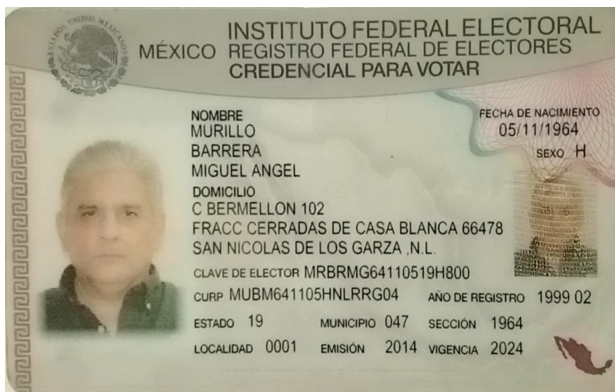 INSTITUTO FEDERAL ELECTORAL
MÉXICO REGISTRO FEDERAL DE ELECTORES
CREDENCIAL PARA VOTAR
ESTADOS UNIDOS MEXICANOS
NOMBRE
MURILLO
BARRERA
MIGUEL ANGEL
FECHA DE NACIMIENTO
05/11/1964
SEXO H
DOMICILIO
C BERMELLON 102
FRACC CERRADAS DE CASA BLANCA 66478
SAN NICOLAS DE LOS GARZA ,N.L.
CLAVE DE ELECTOR MRBRMG64110519H800
CURP MUBM641105HNLRRG04 AÑO DE REGISTRO 1999 02
ESTADO 19 MUNICIPIO 047 SECCIÓN 1964
LOCALIDAD 0001 EMISIÓN 2014 VIGENCIA 2024